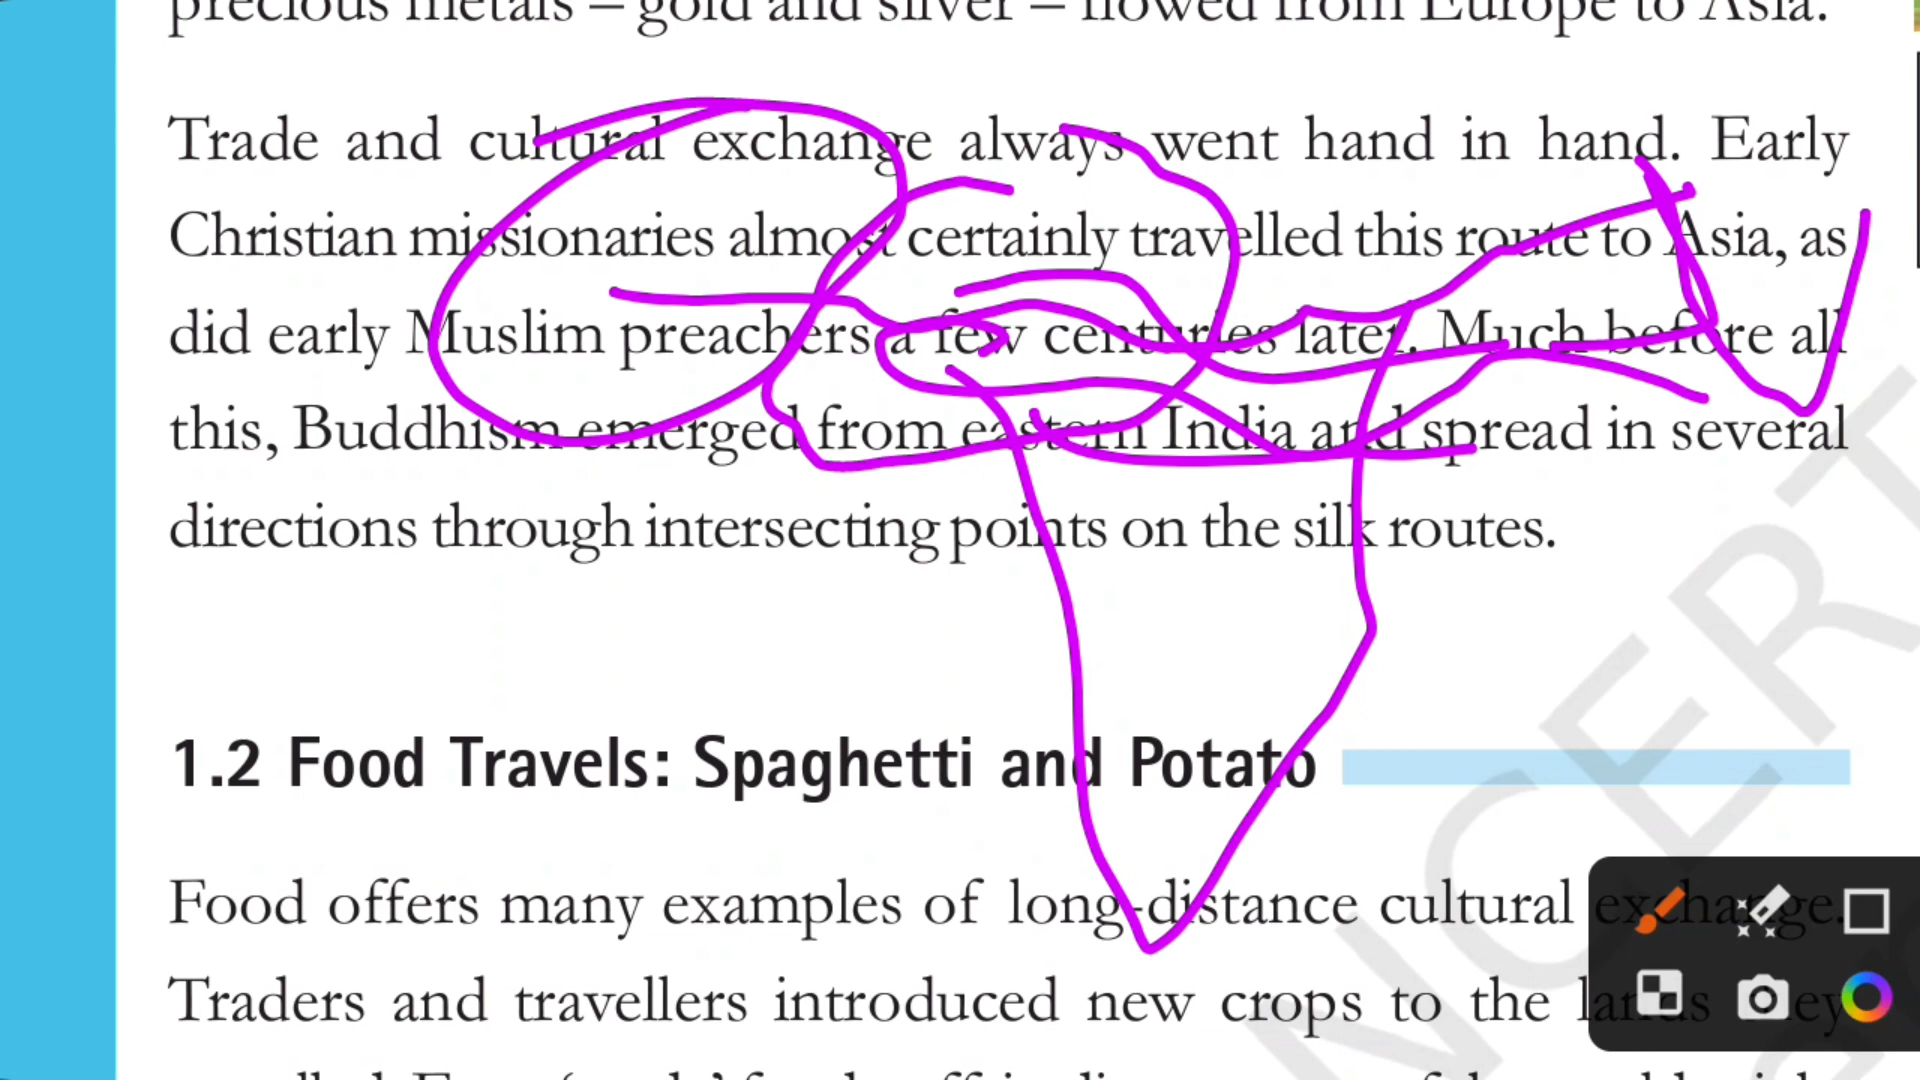 precious metals – gold and silver – flowed from Europe to Asia.
Trade and cultural exchange always went hand in hand. Early
Christian missionaries almost certainly travelled this route to Asia, as
did early Muslim preachers a few centuries later. Much before all
this, Buddhism emerged from eastern India and spread in several
directions through intersecting points on the silk routes.
1.2 Food Travels: Spaghetti and Potato
Food offers many examples of long-distance cultural exchange.
Traders and travellers introduced new crops to the lands they
NCERT